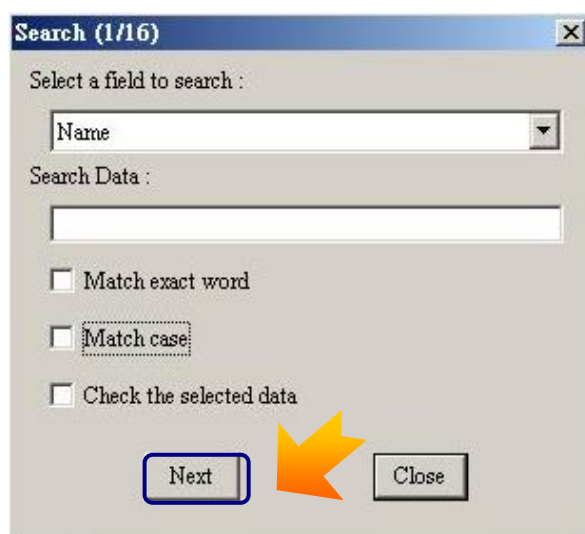 Search (1/16)
Select a field to search :
Name
Search Data :
Match exact word
Match case
Check the selected data
Next
Close